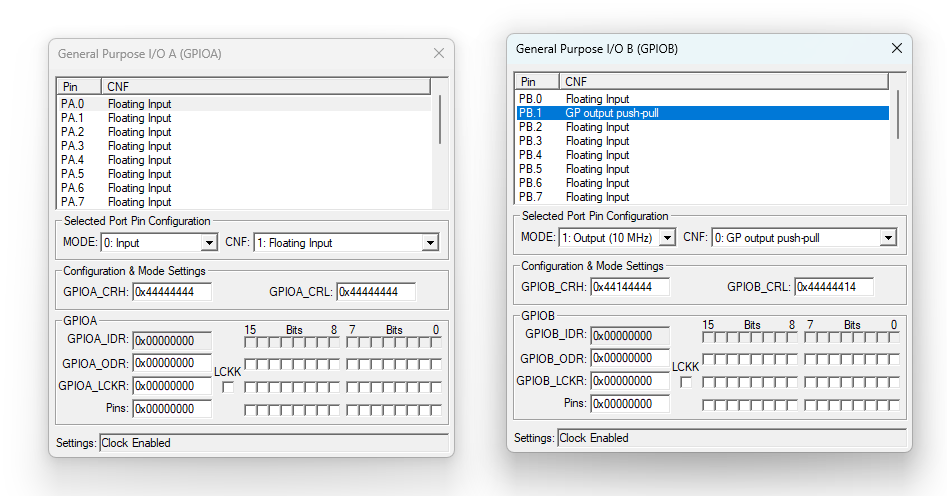 General Purpose I/O A (GPIOA)
Pin CNF
PA.0 Floating Input
PA.1 Floating Input
PA.2 Floating Input
PA.3 Floating Input
PA.4 Floating Input
PA.5 Floating Input
PA.6 Floating Input
PA.7 Floating Input
Selected Port Pin Configuration
MODE: 0: Input CNF: 1: Floating Input
Configuration & Mode Settings
GPIOA_CRH: 0x44444444 GPIOA_CRL: 0x44444444
GPIOA
15 Bits 8 7 Bits 0
GPIOA_IDR: 0x00000000
GPIOA_ODR: 0x00000000
LCKK
GPIOA_LCKR: 0x00000000
Pins: 0x00000000
Settings: Clock Enabled
General Purpose I/O B (GPIOB)
Pin CNF
PB.0 Floating Input
PB.1 GP output push-pull
PB.2 Floating Input
PB.3 Floating Input
PB.4 Floating Input
PB.5 Floating Input
PB.6 Floating Input
PB.7 Floating Input
Selected Port Pin Configuration
MODE: 1: Output (10 MHz) CNF: 0: GP output push-pull
Configuration & Mode Settings
GPIOB_CRH: 0x44144444 GPIOB_CRL: 0x44444414
GPIOB
15 Bits 8 7 Bits 0
GPIOB_IDR: 0x00000000
GPIOB_ODR: 0x00000000
LCKK
GPIOB_LCKR: 0x00000000
Pins: 0x00000000
Settings: Clock Enabled